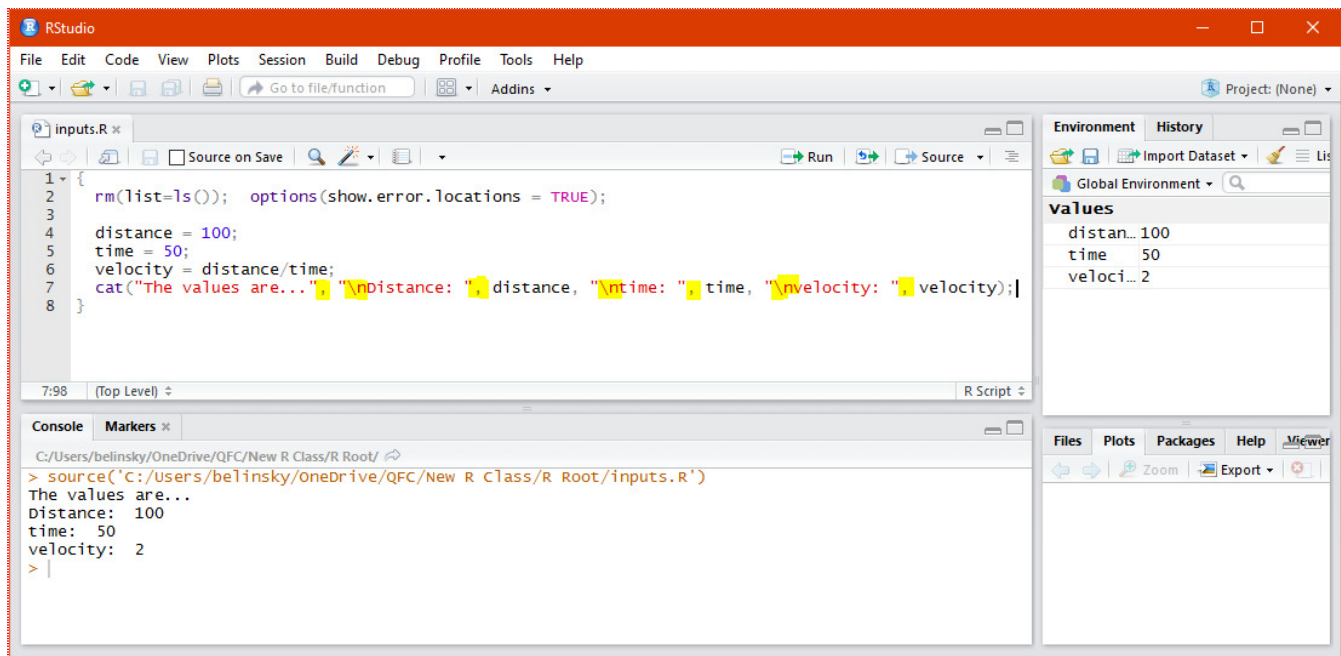 RStudio
File Edit Code View Plots Session Build Debug Profile Tools Help
Go to file/function Addins Project: (None)
inputs.R
Source on Save Run Source
1 {
2 rm(list=ls()); options(show.error.locations = TRUE);
3
4 distance = 100;
5 time = 50;
6 velocity = distance/time;
7 cat("The values are...", "\nDistance: ", distance, "\ntime: ", time, "\nvelocity: ", velocity);
8 }
7:98 (Top Level) R Script
Console Markers
C:/Users/belinsky/OneDrive/QFC/New R Class/R Root/
> source('C:/Users/belinsky/OneDrive/QFC/New R Class/R Root/inputs.R')
The values are...
Distance:  100
time:  50
velocity:  2
>
Environment History
Import Dataset Lis
Global Environment
Values
distan… 100
time 50
veloci… 2
Files Plots Packages Help Viewer
Zoom Export